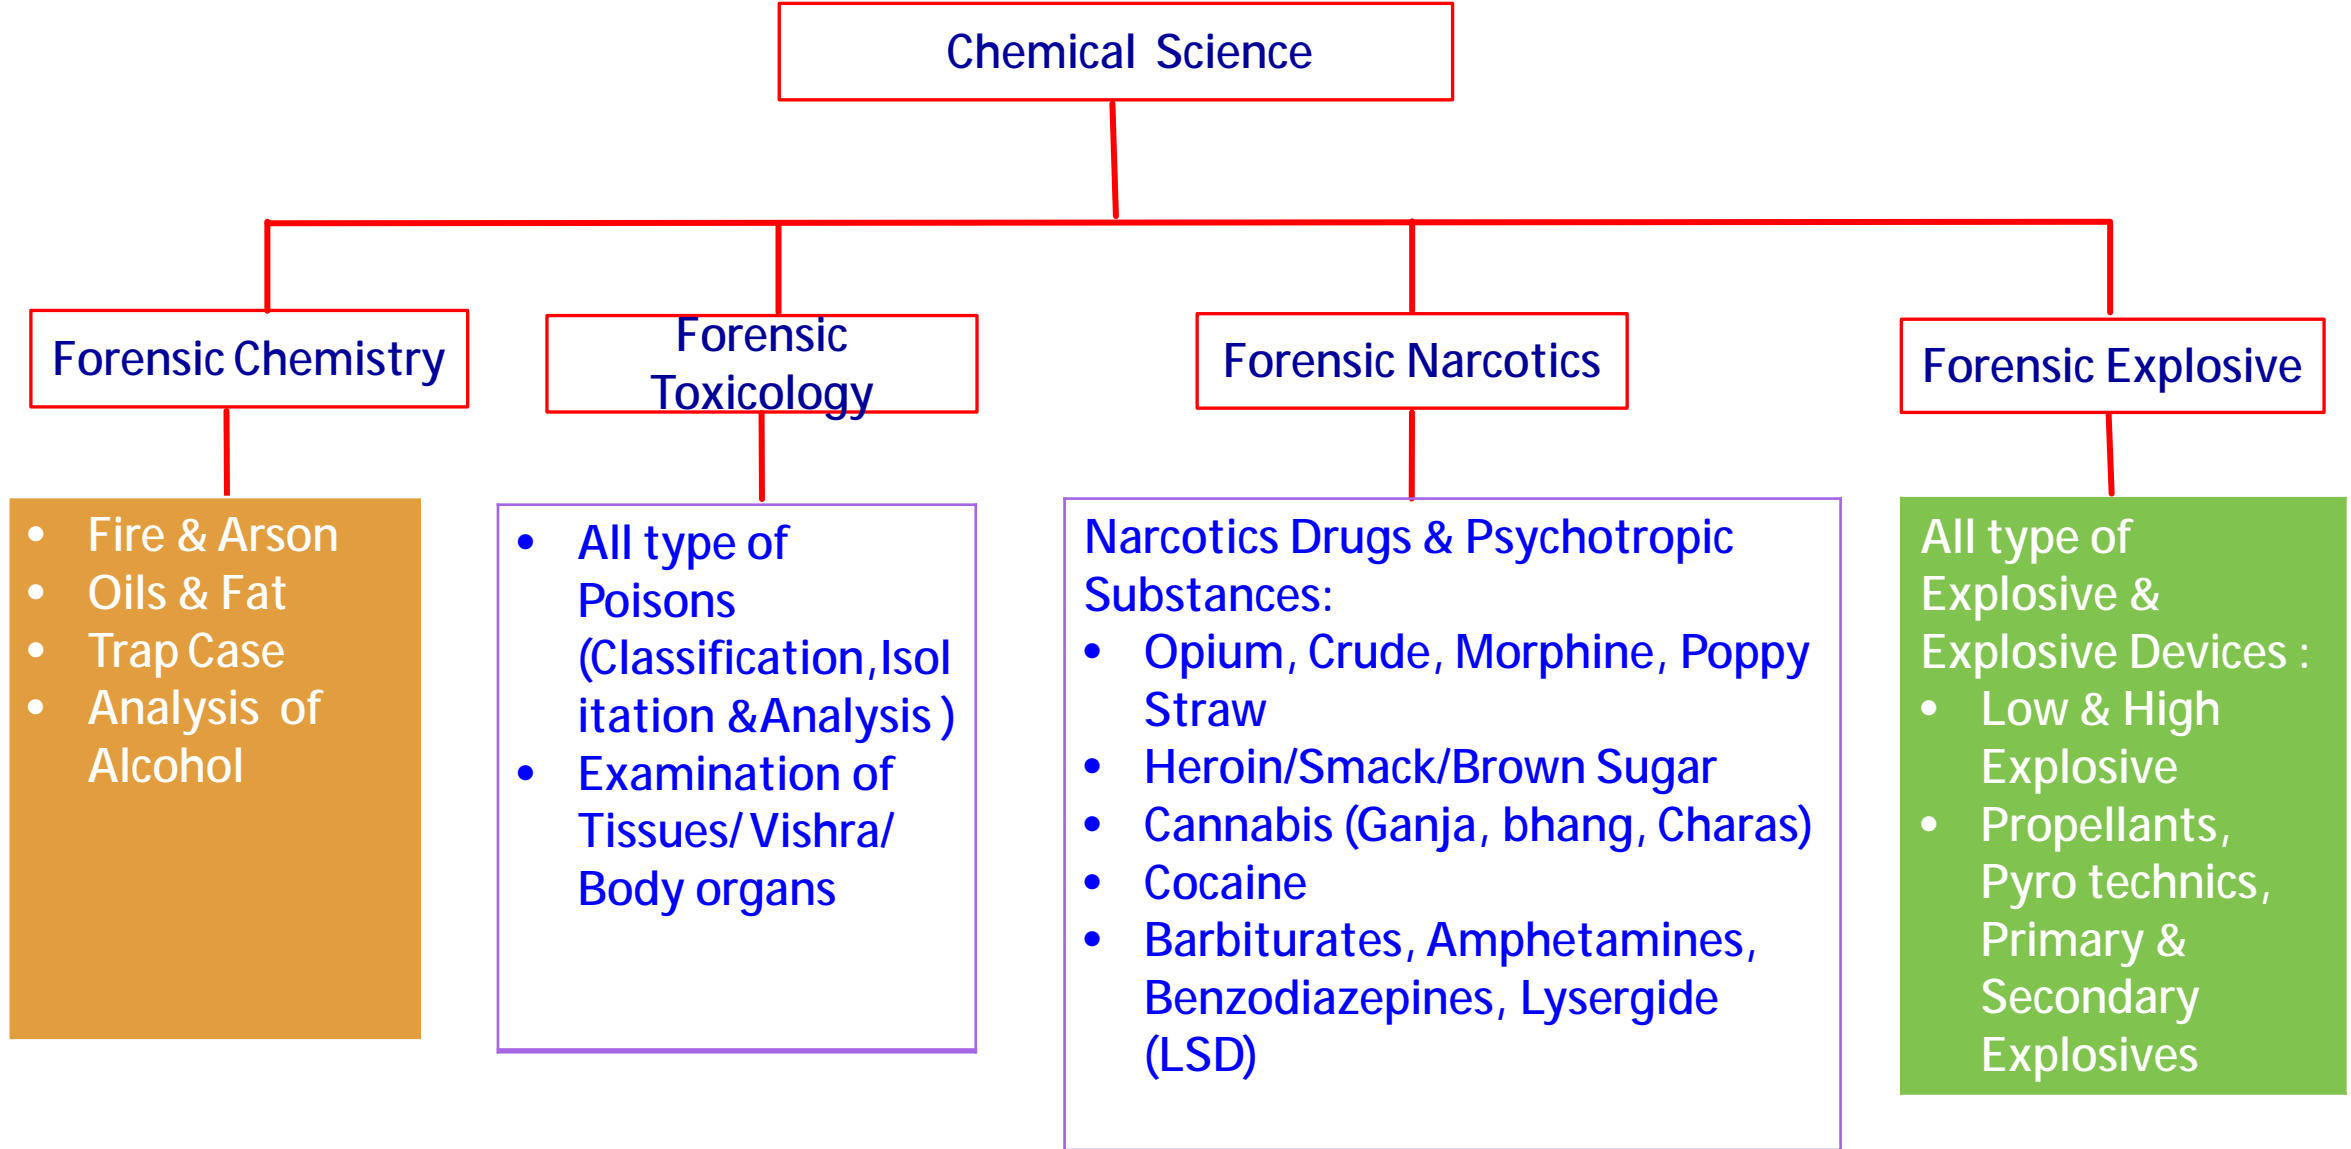 Chemical Science
Forensic Chemistry
Forensic
Toxicology
Forensic Narcotics
Forensic Explosive
• Fire & Arson
• Oils & Fat
• Trap Case
• Analysis of
Alcohol
• All type of
Poisons
(Classification,Isol
itation &Analysis )
• Examination of
Tissues/ Vishra/
Body organs
Narcotics Drugs & Psychotropic
Substances:
• Opium, Crude, Morphine, Poppy
Straw
• Heroin/Smack/Brown Sugar
• Cannabis (Ganja, bhang, Charas)
• Cocaine
• Barbiturates, Amphetamines,
Benzodiazepines, Lysergide
(LSD)
All type of
Explosive &
Explosive Devices :
• Low & High
Explosive
• Propellants,
Pyro technics,
Primary &
Secondary
Explosives